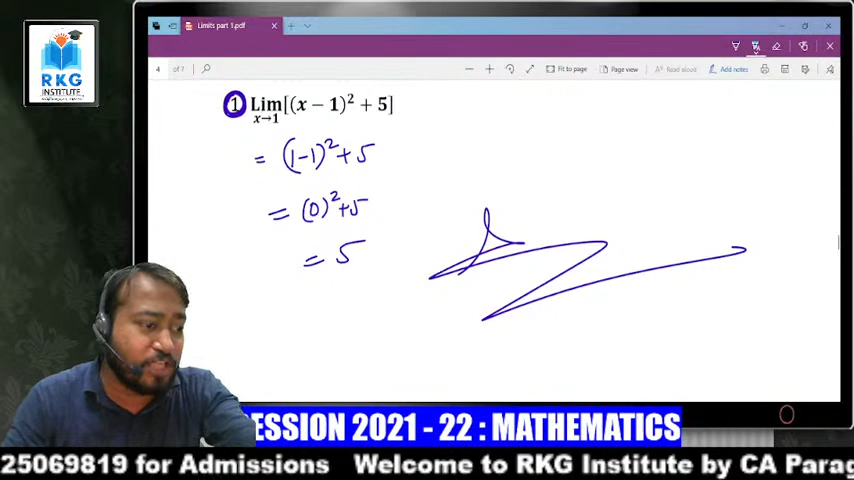 Limits part 1.pdf
4 of 7
Fit to page
Page view
Read aloud
Add notes
RKG
INSTITUTE
1 Lim[(x − 1)² + 5]
x→1
= (1-1)²+5
= (0)²+5
= 5
ESSION 2021 - 22 : MATHEMATICS
25069819 for Admissions Welcome to RKG Institute by CA Parag